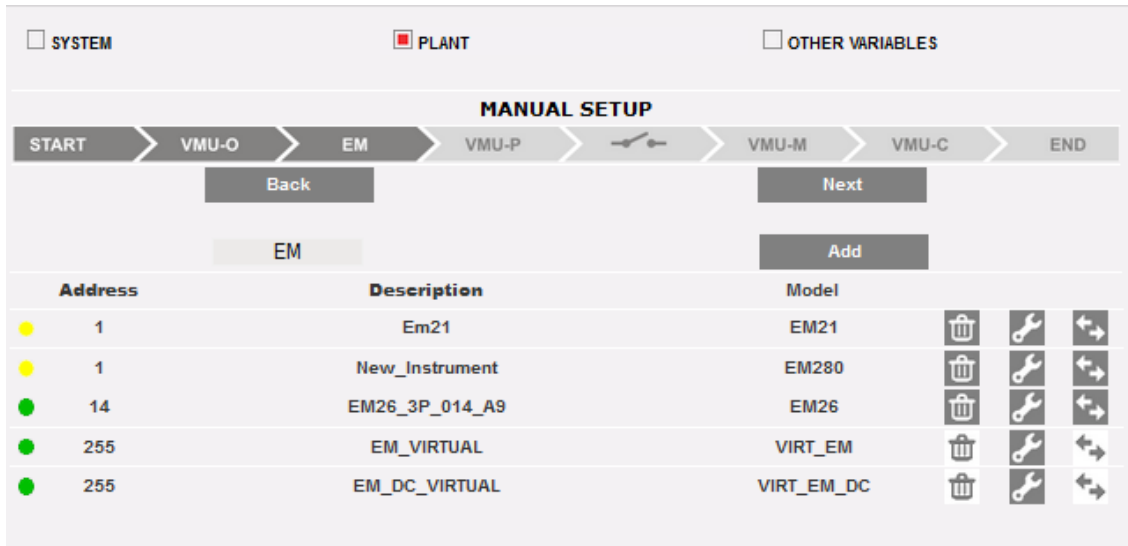 SYSTEM PLANT OTHER VARIABLES
MANUAL SETUP
START VMU-O EM VMU-P VMU-M VMU-C END
Back Next
EM Add
Address Description Model
1 Em21 EM21
1 New_Instrument EM280
14 EM26_3P_014_A9 EM26
255 EM_VIRTUAL VIRT_EM
255 EM_DC_VIRTUAL VIRT_EM_DC